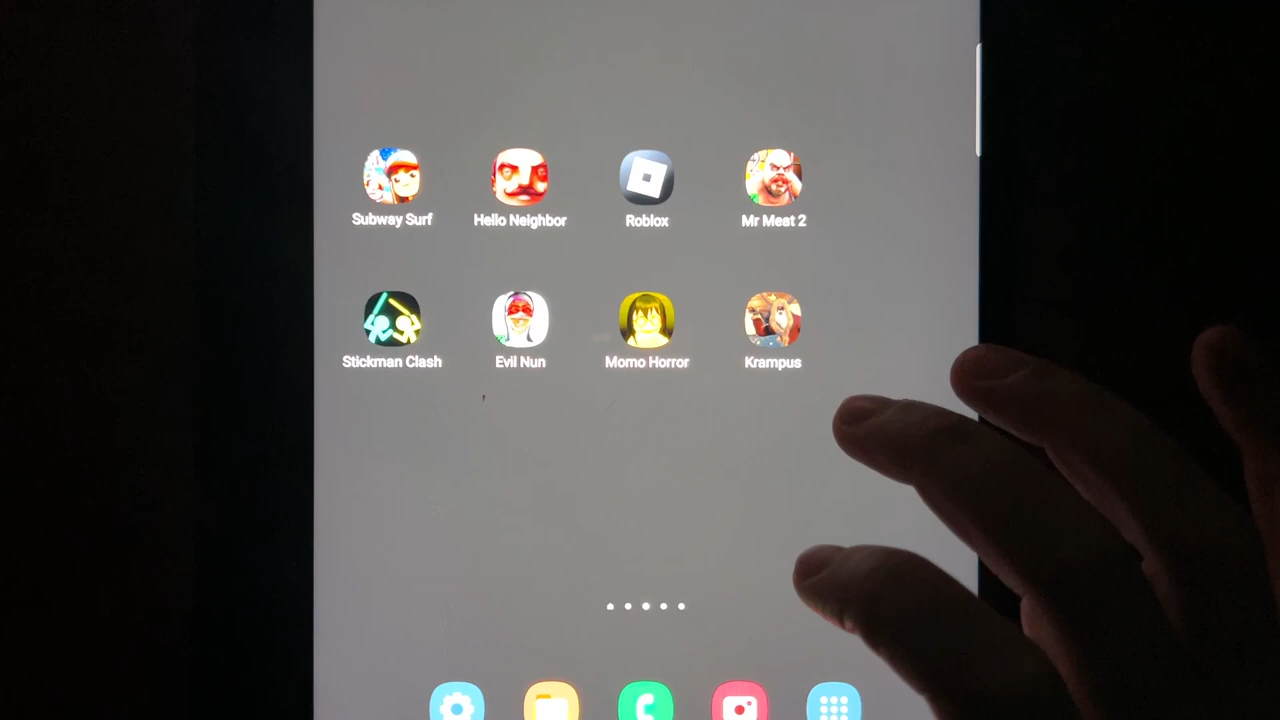 Subway Surf
Hello Neighbor
Roblox
Mr Meat 2
Stickman Clash
Evil Nun
Momo Horror
Krampus